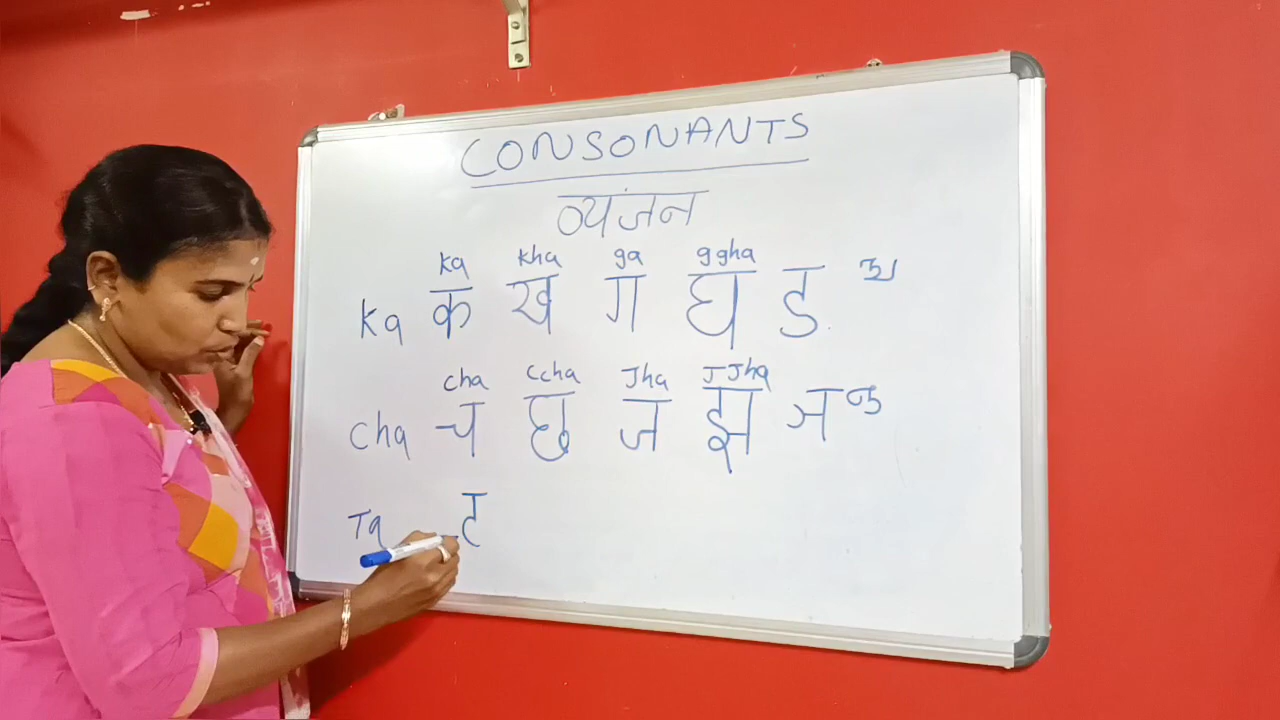 CONSONANTS
व्यंजन
ka kha ga ggha
ka क ख ग घ ड
cha ccha Jha JJha
cha च छ ज झ ञ
Ta ट